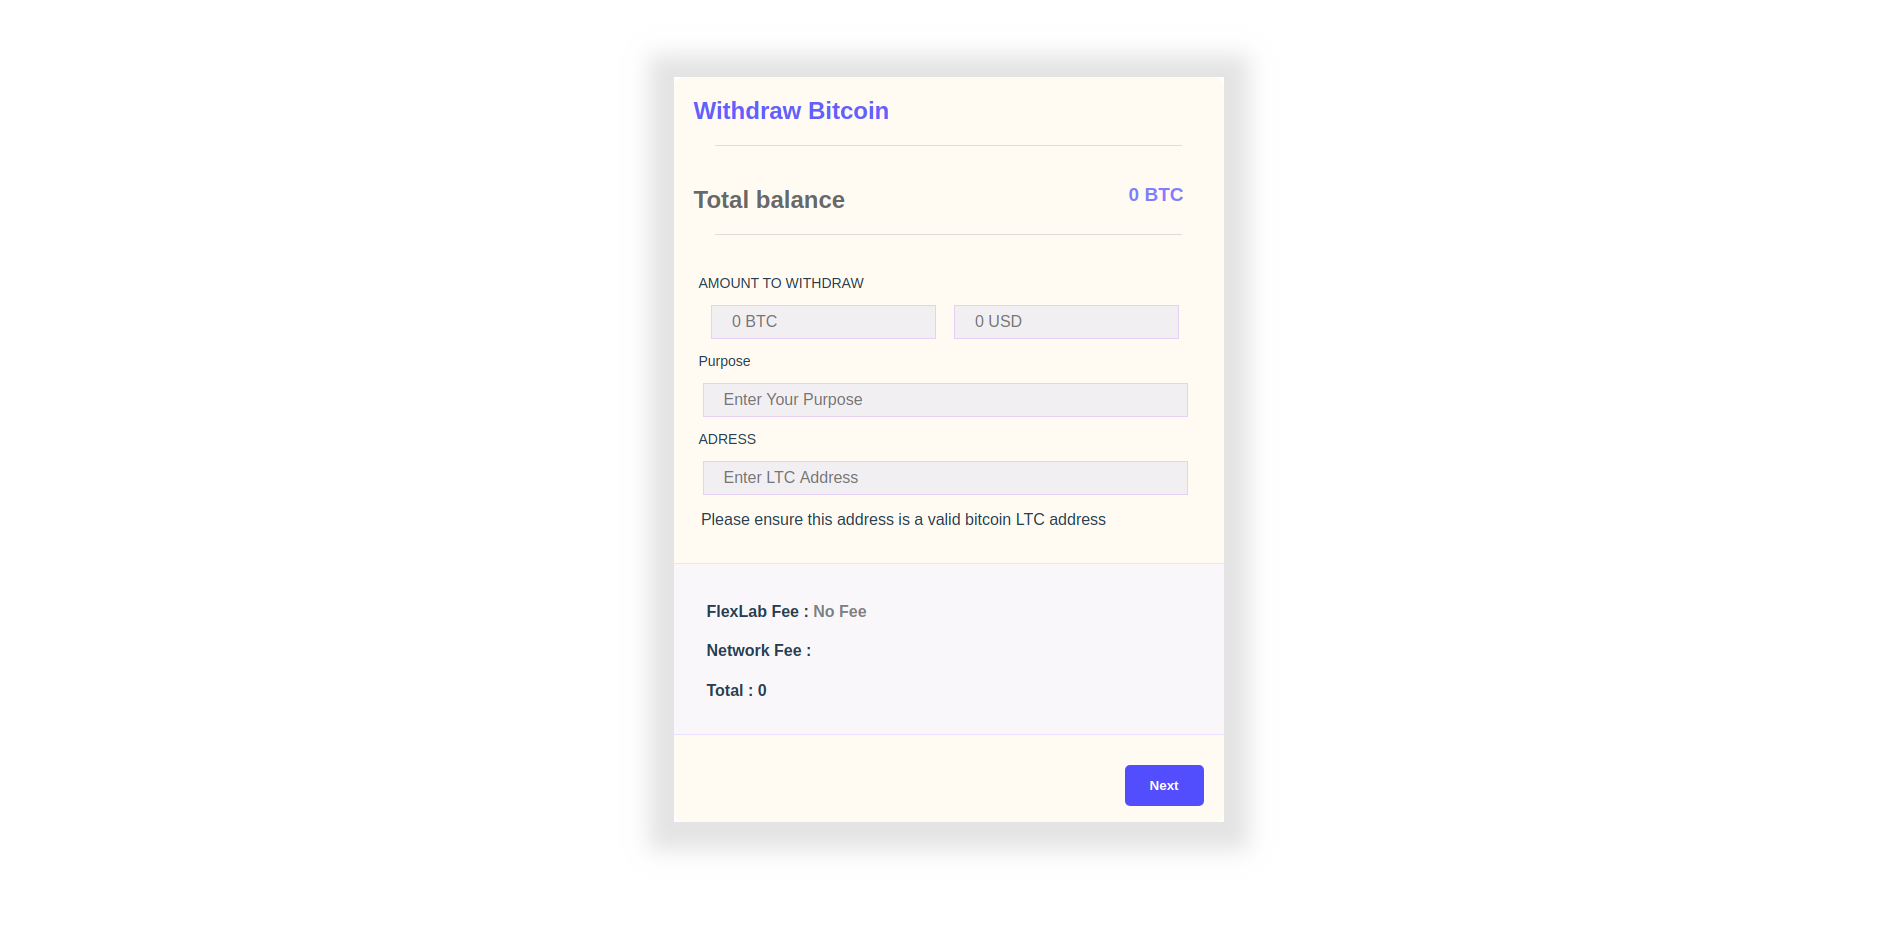 Withdraw Bitcoin
Total balance
0 BTC
AMOUNT TO WITHDRAW
0 BTC
0 USD
Purpose
Enter Your Purpose
ADRESS
Enter LTC Address
Please ensure this address is a valid bitcoin LTC address
FlexLab Fee : No Fee
Network Fee :
Total : 0
Next